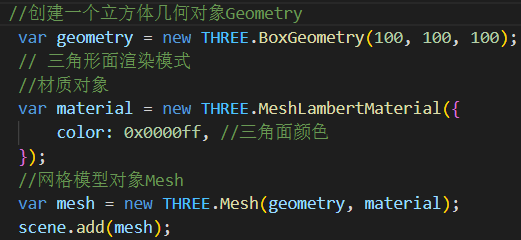 //创建一个立方体几何对象Geometry
var geometry = new THREE.BoxGeometry(100, 100, 100);
// 三角形面渲染模式
//材质对象
var material = new THREE.MeshLambertMaterial({
    color: 0x0000ff, //三角面颜色
});
//网格模型对象Mesh
var mesh = new THREE.Mesh(geometry, material);
scene.add(mesh);